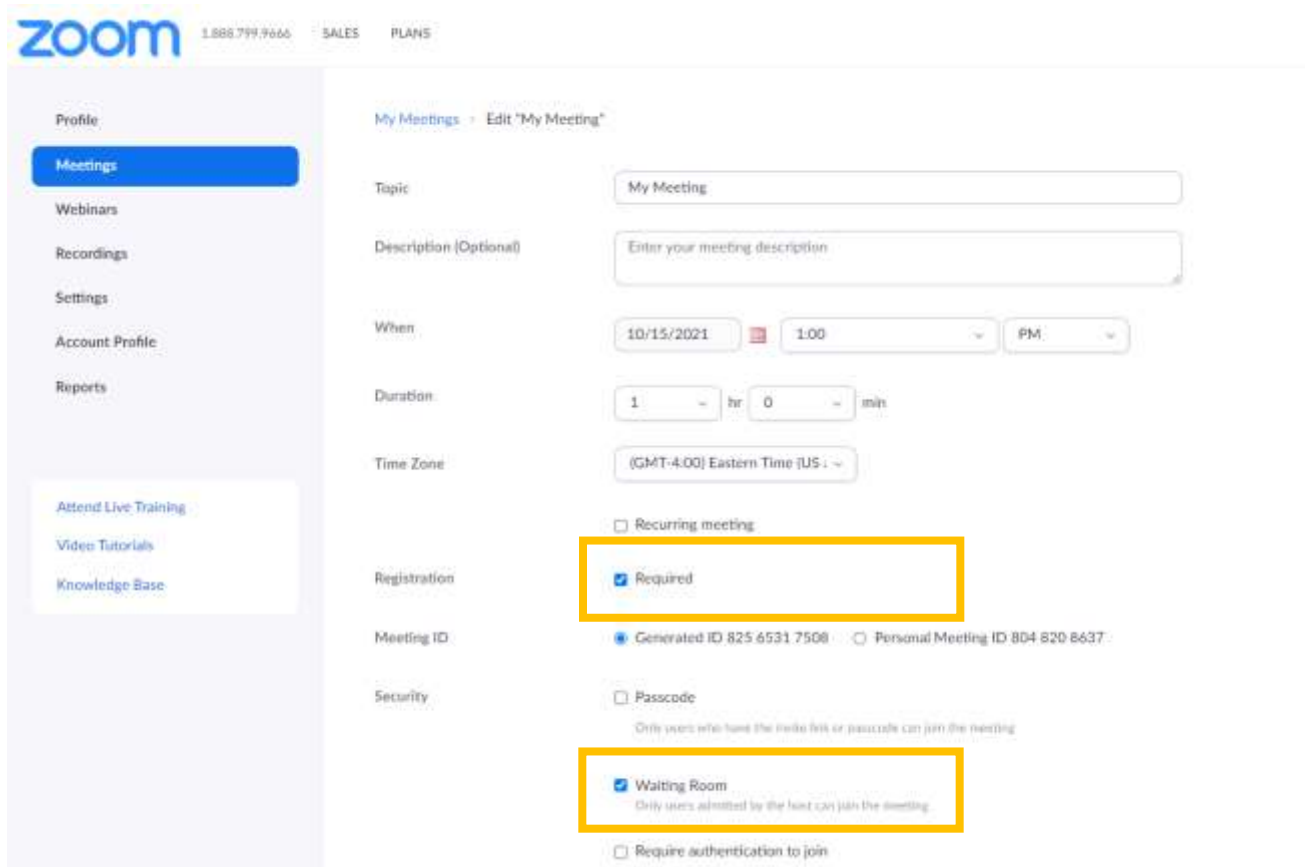 zoom 1.888.799.9666 SALES PLANS
Profile
Meetings
Webinars
Recordings
Settings
Account Profile
Reports
Attend Live Training
Video Tutorials
Knowledge Base
My Meetings › Edit "My Meeting"
Topic My Meeting
Description (Optional) Enter your meeting description
When 10/15/2021 1:00 PM
Duration 1 hr 0 min
Time Zone (GMT-4:00) Eastern Time (US
Recurring meeting
Registration Required
Meeting ID Generated ID 825 6531 7508 Personal Meeting ID 804 820 8637
Security Passcode
Only users who have the invite link or passcode can join the meeting
Waiting Room
Only users admitted by the host can join the meeting
Require authentication to join